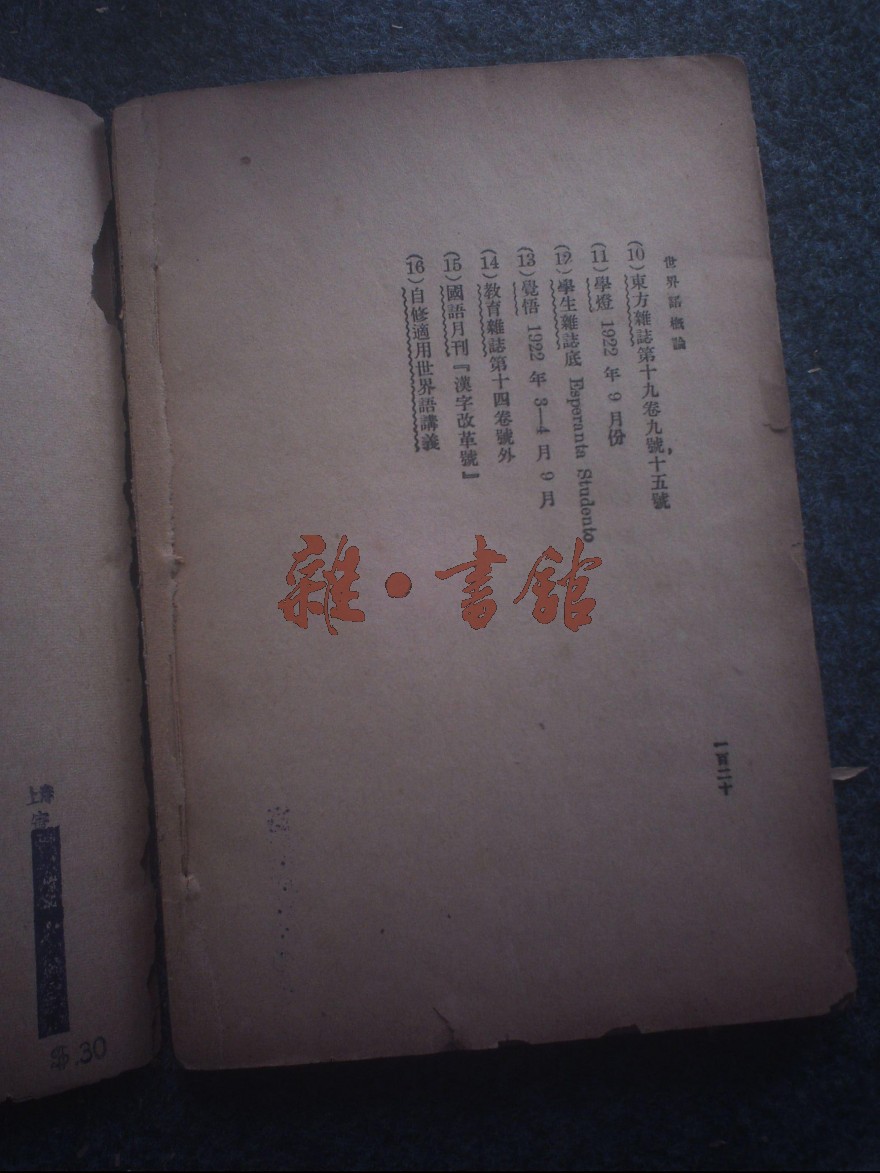 世界語概論
(10)東方雜誌第十九卷九號，十五號
(11)學燈 1922 年 9 月份
(12)學生雜誌底 Esperanta Studento
(13)覺悟 1922 年 3—4 月 9 月
(14)教育雜誌第十四卷號外
(15)國語月刊『漢字改革號』
(16)自修適用世界語講義
一百二十
雜·書館
上海
$.30